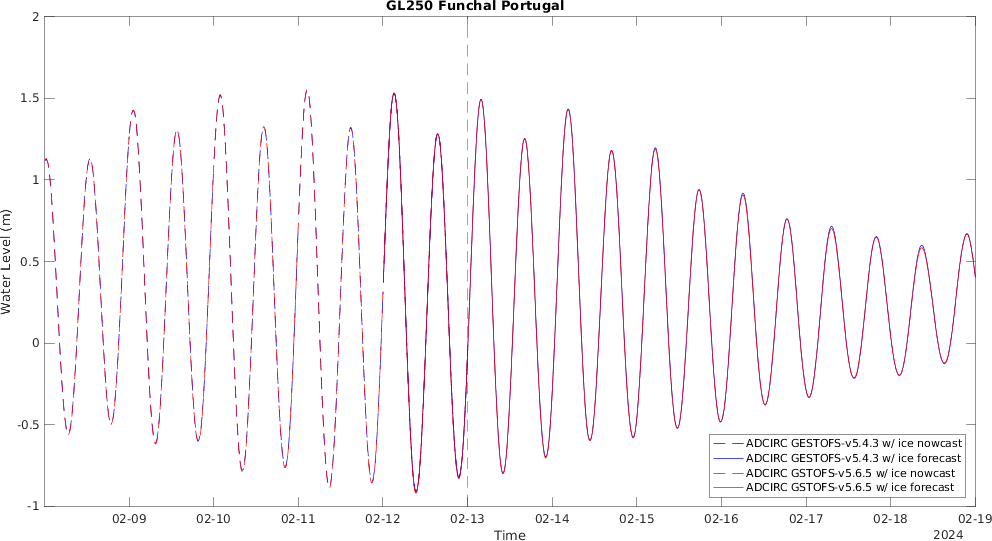 GL250 Funchal Portugal
2
1.5
1
0.5
0
-0.5
-1
Water Level (m)
ADCIRC GESTOFS-v5.4.3 w/ ice nowcast
ADCIRC GESTOFS-v5.4.3 w/ ice forecast
ADCIRC GSTOFS-v5.6.5 w/ ice nowcast
ADCIRC GSTOFS-v5.6.5 w/ ice forecast
02-09 02-10 02-11 02-12 02-13 02-14 02-15 02-16 02-17 02-18 02-19
Time
2024